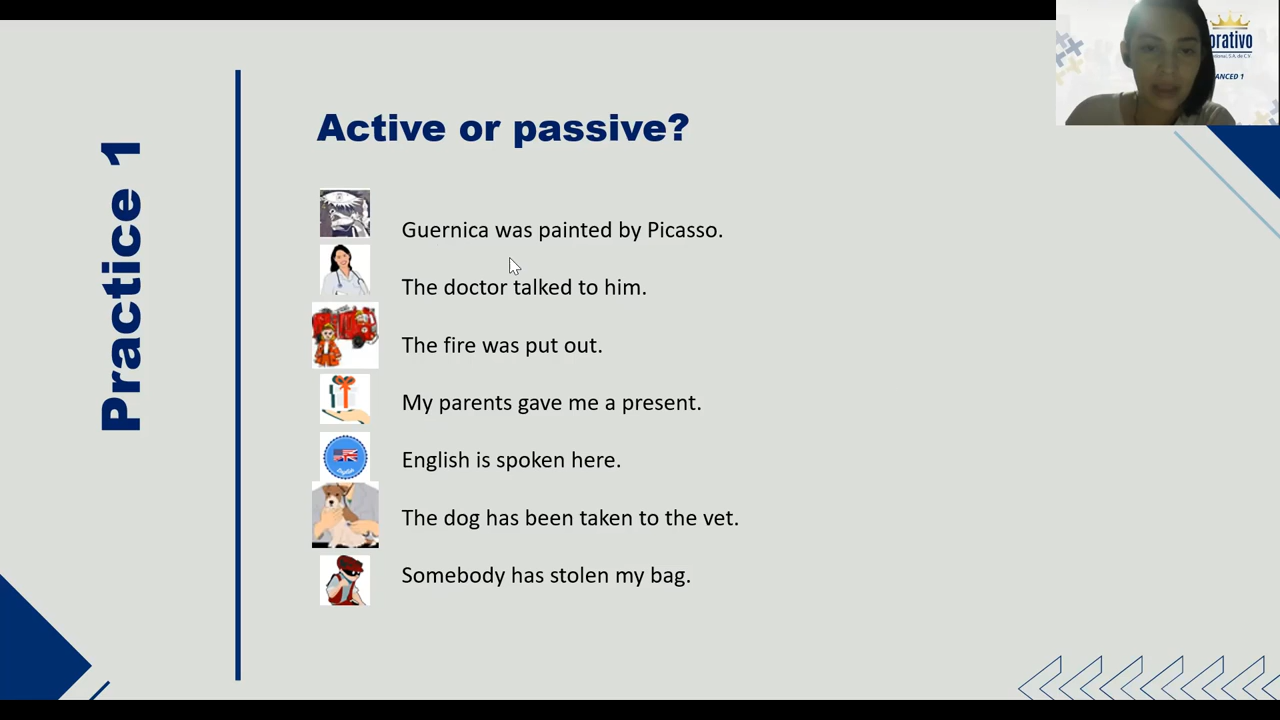 Practice 1
Active or passive?
Guernica was painted by Picasso.
The doctor talked to him.
The fire was put out.
My parents gave me a present.
English is spoken here.
The dog has been taken to the vet.
Somebody has stolen my bag.
orativo
ANCED 1